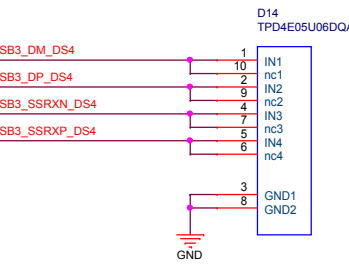 D14
TPD4E05U06DQA
SB3_DM_DS4
1
IN1
10
nc1
SB3_DP_DS4
2
IN2
9
nc2
SB3_SSRXN_DS4
4
IN3
7
nc3
SB3_SSRXP_DS4
5
IN4
6
nc4
3
GND1
8
GND2
GND